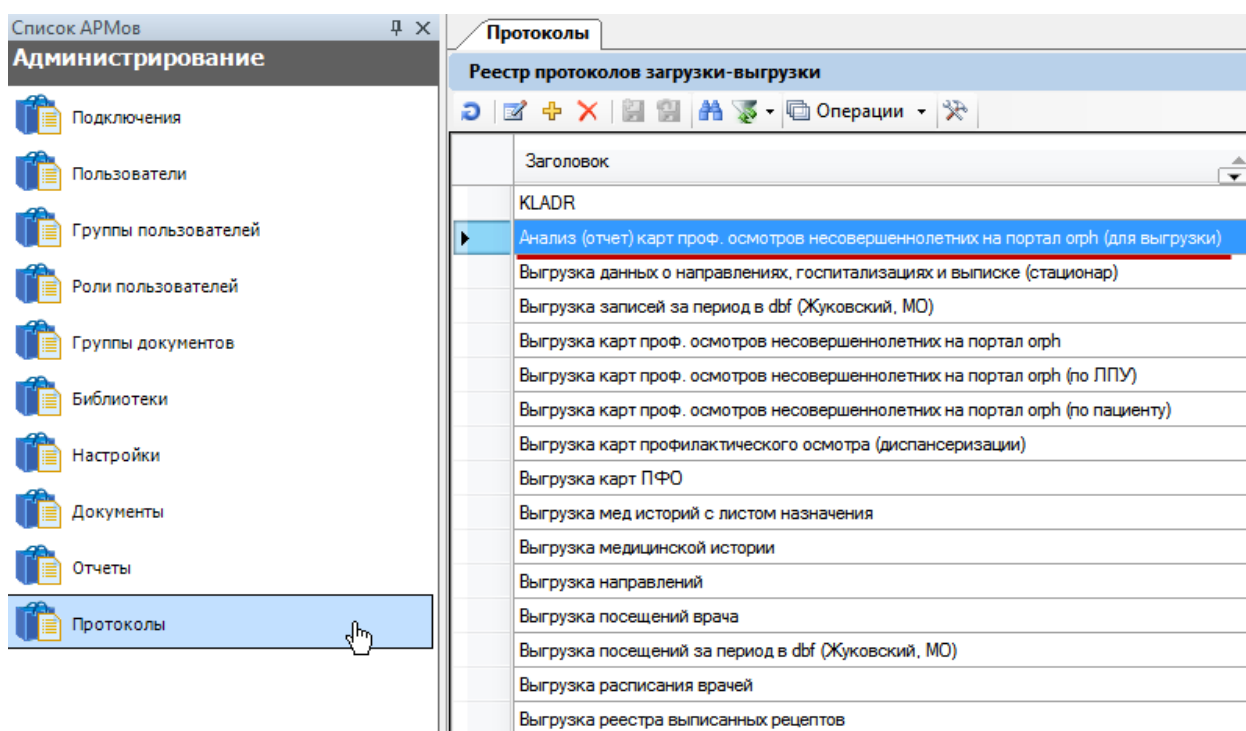 Список АРМов
Администрирование
Подключения
Пользователи
Группы пользователей
Роли пользователей
Группы документов
Библиотеки
Настройки
Документы
Отчеты
Протоколы
Протоколы
Реестр протоколов загрузки-выгрузки
Операции
Заголовок
KLADR
Анализ (отчет) карт проф. осмотров несовершеннолетних на портал orph (для выгрузки)
Выгрузка данных о направлениях, госпитализациях и выписке (стационар)
Выгрузка записей за период в dbf (Жуковский, МО)
Выгрузка карт проф. осмотров несовершеннолетних на портал orph
Выгрузка карт проф. осмотров несовершеннолетних на портал orph (по ЛПУ)
Выгрузка карт проф. осмотров несовершеннолетних на портал orph (по пациенту)
Выгрузка карт профилактического осмотра (диспансеризации)
Выгрузка карт ПФО
Выгрузка мед историй с листом назначения
Выгрузка медицинской истории
Выгрузка направлений
Выгрузка посещений врача
Выгрузка посещений за период в dbf (Жуковский, МО)
Выгрузка расписания врачей
Выгрузка реестра выписанных рецептов